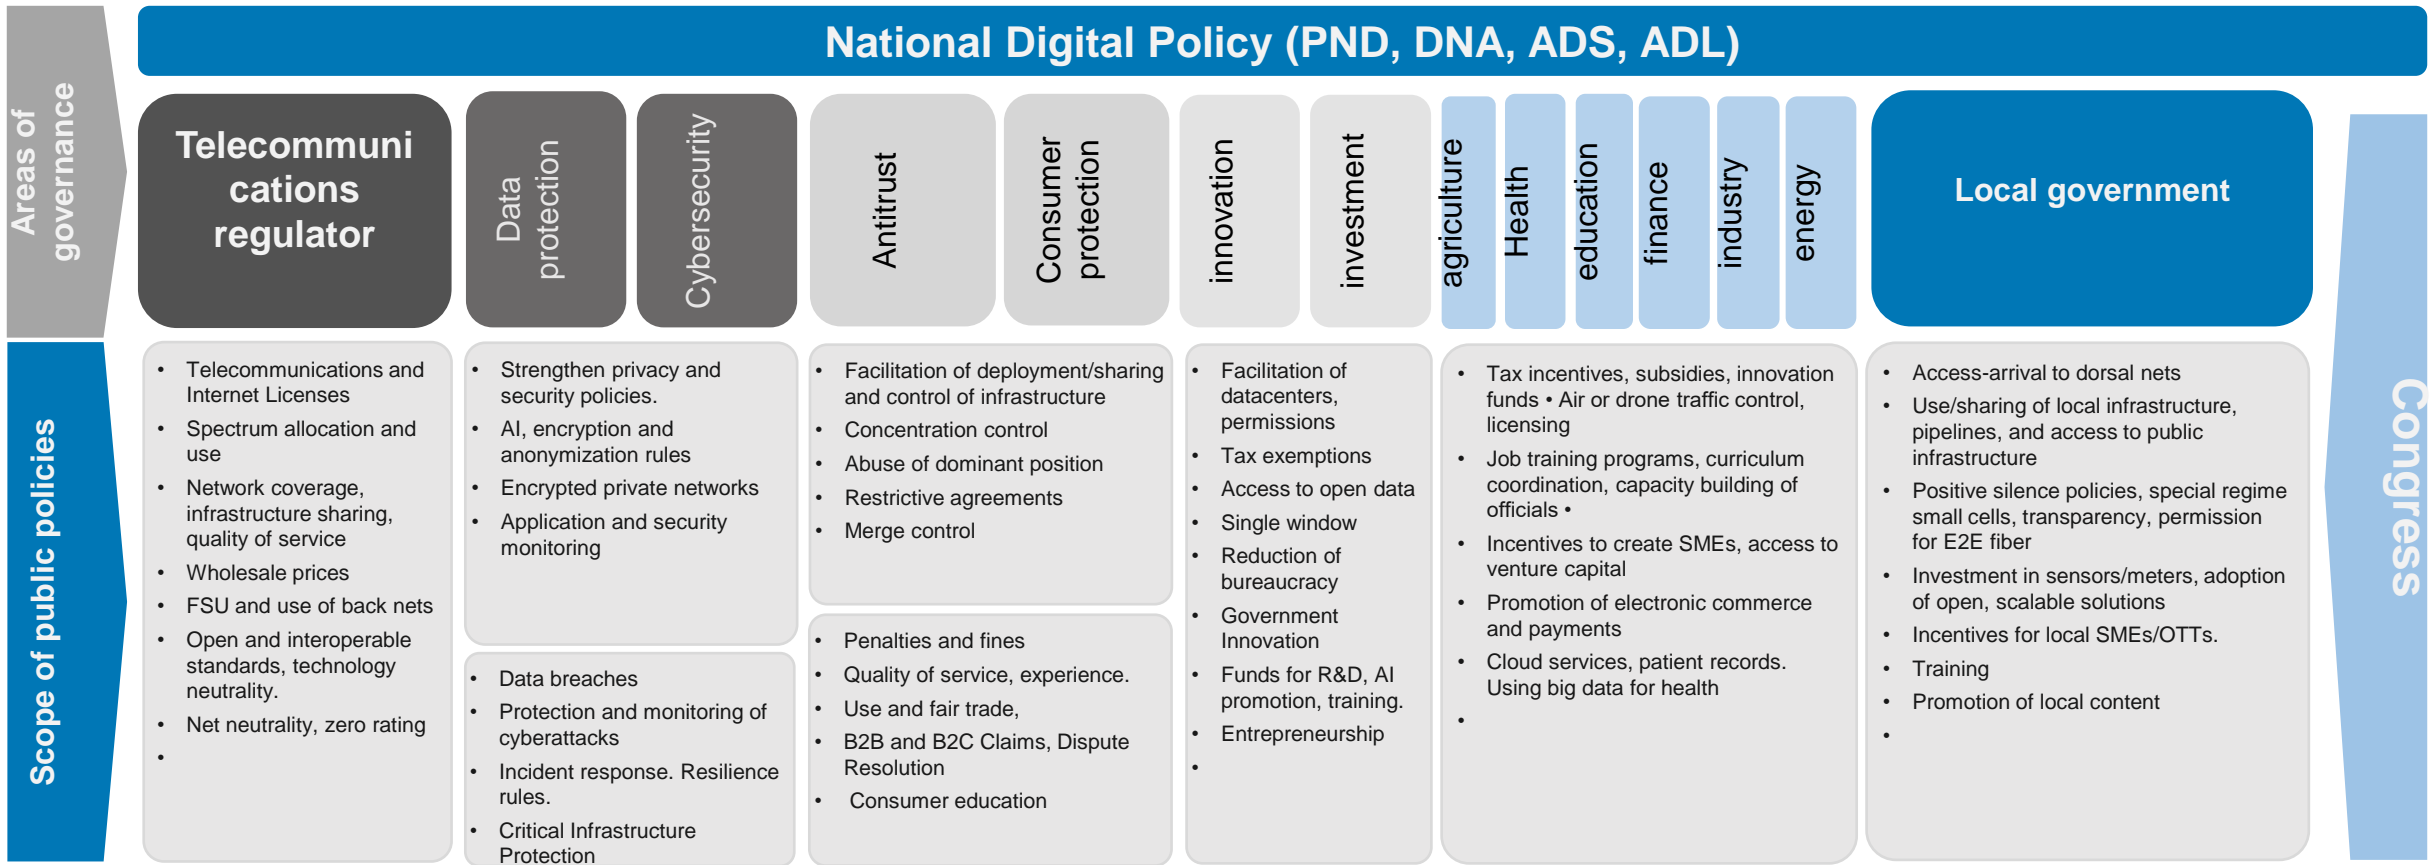 National Digital Policy (PND, DNA, ADS, ADL)
Areas of
governance
Telecommuni
cations
regulator
Data
protection
Cybersecurity
Antitrust
Consumer
protection
innovation
investment
agriculture
Health
education
finance
industry
energy
Local government
Congress
Scope of public policies
• Telecommunications and
Internet Licenses
• Spectrum allocation and
use
• Network coverage,
infrastructure sharing,
quality of service
• Wholesale prices
• FSU and use of back nets
• Open and interoperable
standards, technology
neutrality.
• Net neutrality, zero rating
•
• Strengthen privacy and
security policies.
• AI, encryption and
anonymization rules
• Encrypted private networks
• Application and security
monitoring
• Data breaches
• Protection and monitoring of
cyberattacks
• Incident response. Resilience
rules.
• Critical Infrastructure
Protection
• Facilitation of deployment/sharing
and control of infrastructure
• Concentration control
• Abuse of dominant position
• Restrictive agreements
• Merge control
• Penalties and fines
• Quality of service, experience.
• Use and fair trade,
• B2B and B2C Claims, Dispute
Resolution
• Consumer education
• Facilitation of
datacenters,
permissions
• Tax exemptions
• Access to open data
• Single window
• Reduction of
bureaucracy
• Government
Innovation
• Funds for R&D, AI
promotion, training.
• Entrepreneurship
•
• Tax incentives, subsidies, innovation
funds • Air or drone traffic control,
licensing
• Job training programs, curriculum
coordination, capacity building of
officials •
• Incentives to create SMEs, access to
venture capital
• Promotion of electronic commerce
and payments
• Cloud services, patient records.
Using big data for health
•
• Access-arrival to dorsal nets
• Use/sharing of local infrastructure,
pipelines, and access to public
infrastructure
• Positive silence policies, special regime
small cells, transparency, permission
for E2E fiber
• Investment in sensors/meters, adoption
of open, scalable solutions
• Incentives for local SMEs/OTTs.
• Training
• Promotion of local content
•